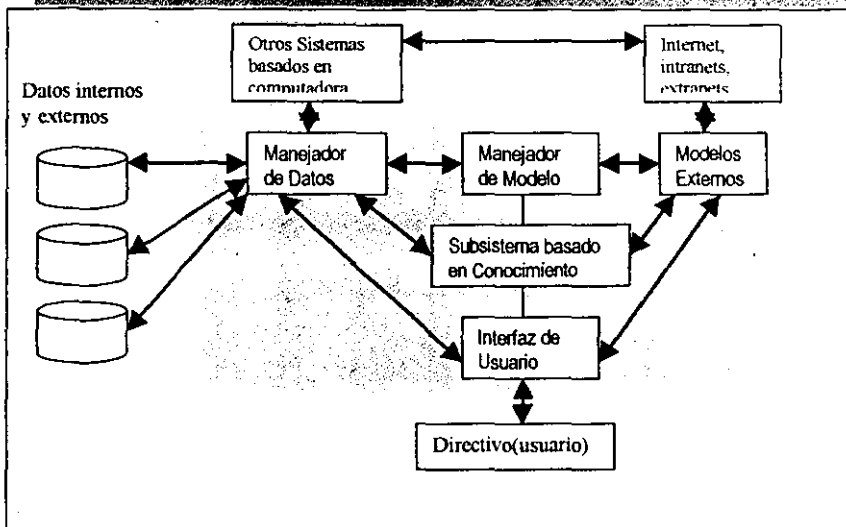 Otros Sistemas
basados en
computadora
Internet,
intranets,
extranets
Datos internos
y externos
Manejador
de Datos
Manejador
de Modelo
Modelos
Externos
Subsistema basado
en Conocimiento
Interfaz de
Usuario
Directivo(usuario)